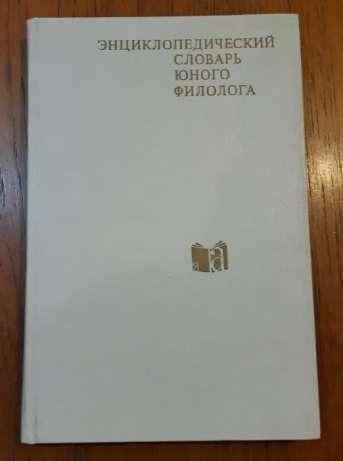 ЭНЦИКЛОПЕДИЧЕСКИЙ
СЛОВАРЬ
ЮНОГО
ФИЛОЛОГА
я а